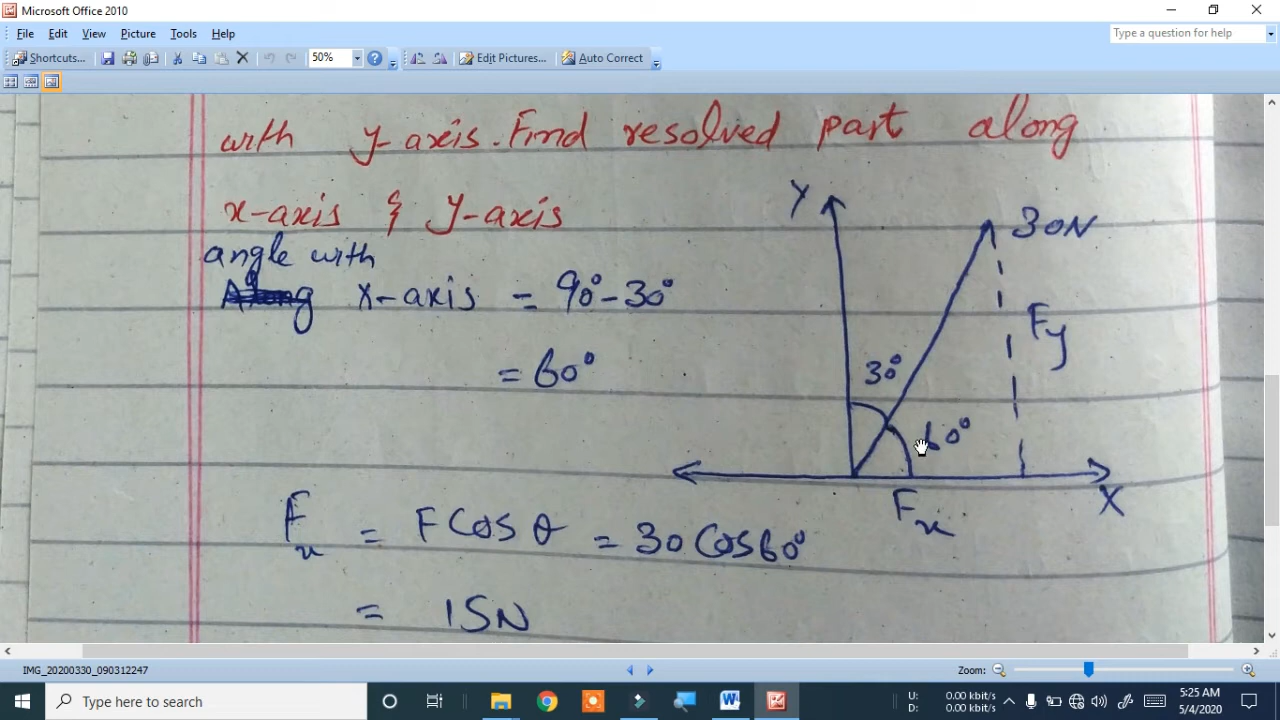 Microsoft Office 2010
File Edit View Picture Tools Help
Type a question for help
Shortcuts... 50% Edit Pictures... Auto Correct
with y-axis. Find resolved part along
x-axis & y-axis
angle with
Along x-axis = 90° - 30°
= 60°
Y
30N
Fy
30°
60°
Fx
X
Fx = F Cos θ = 30 Cos 60°
= 15N
IMG_20200330_090312247
Zoom:
Type here to search
U: 0.00 kbit/s
D: 0.00 kbit/s
5:25 AM
5/4/2020